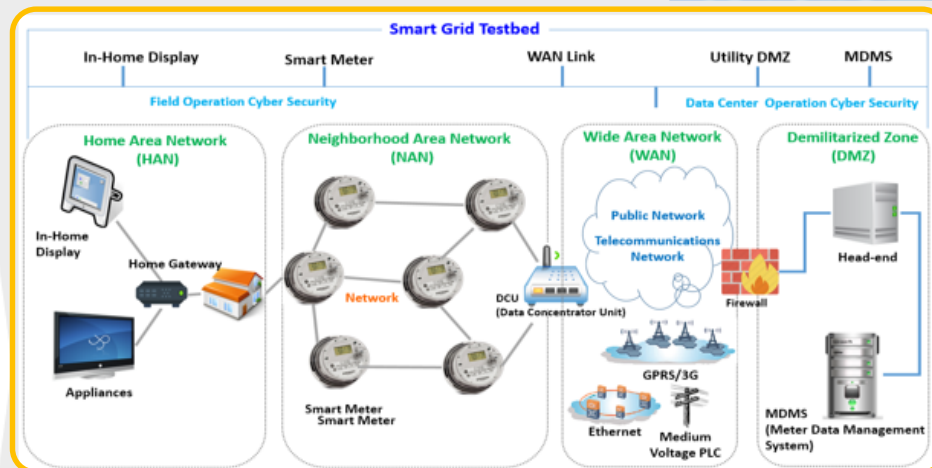 Smart Grid Testbed
In-Home Display
Smart Meter
WAN Link
Utility DMZ
MDMS
Field Operation Cyber Security
Data Center Operation Cyber Security
Home Area Network
(HAN)
In-Home
Display
Home Gateway
Appliances
Neighborhood Area Network
(NAN)
Network
Smart Meter
Smart Meter
DCU
(Data Concentrator Unit)
Wide Area Network
(WAN)
Public Network
Telecommunications
Network
Firewall
GPRS/3G
Ethernet
Medium
Voltage PLC
Demilitarized Zone
(DMZ)
Head-end
MDMS
(Meter Data Management
System)